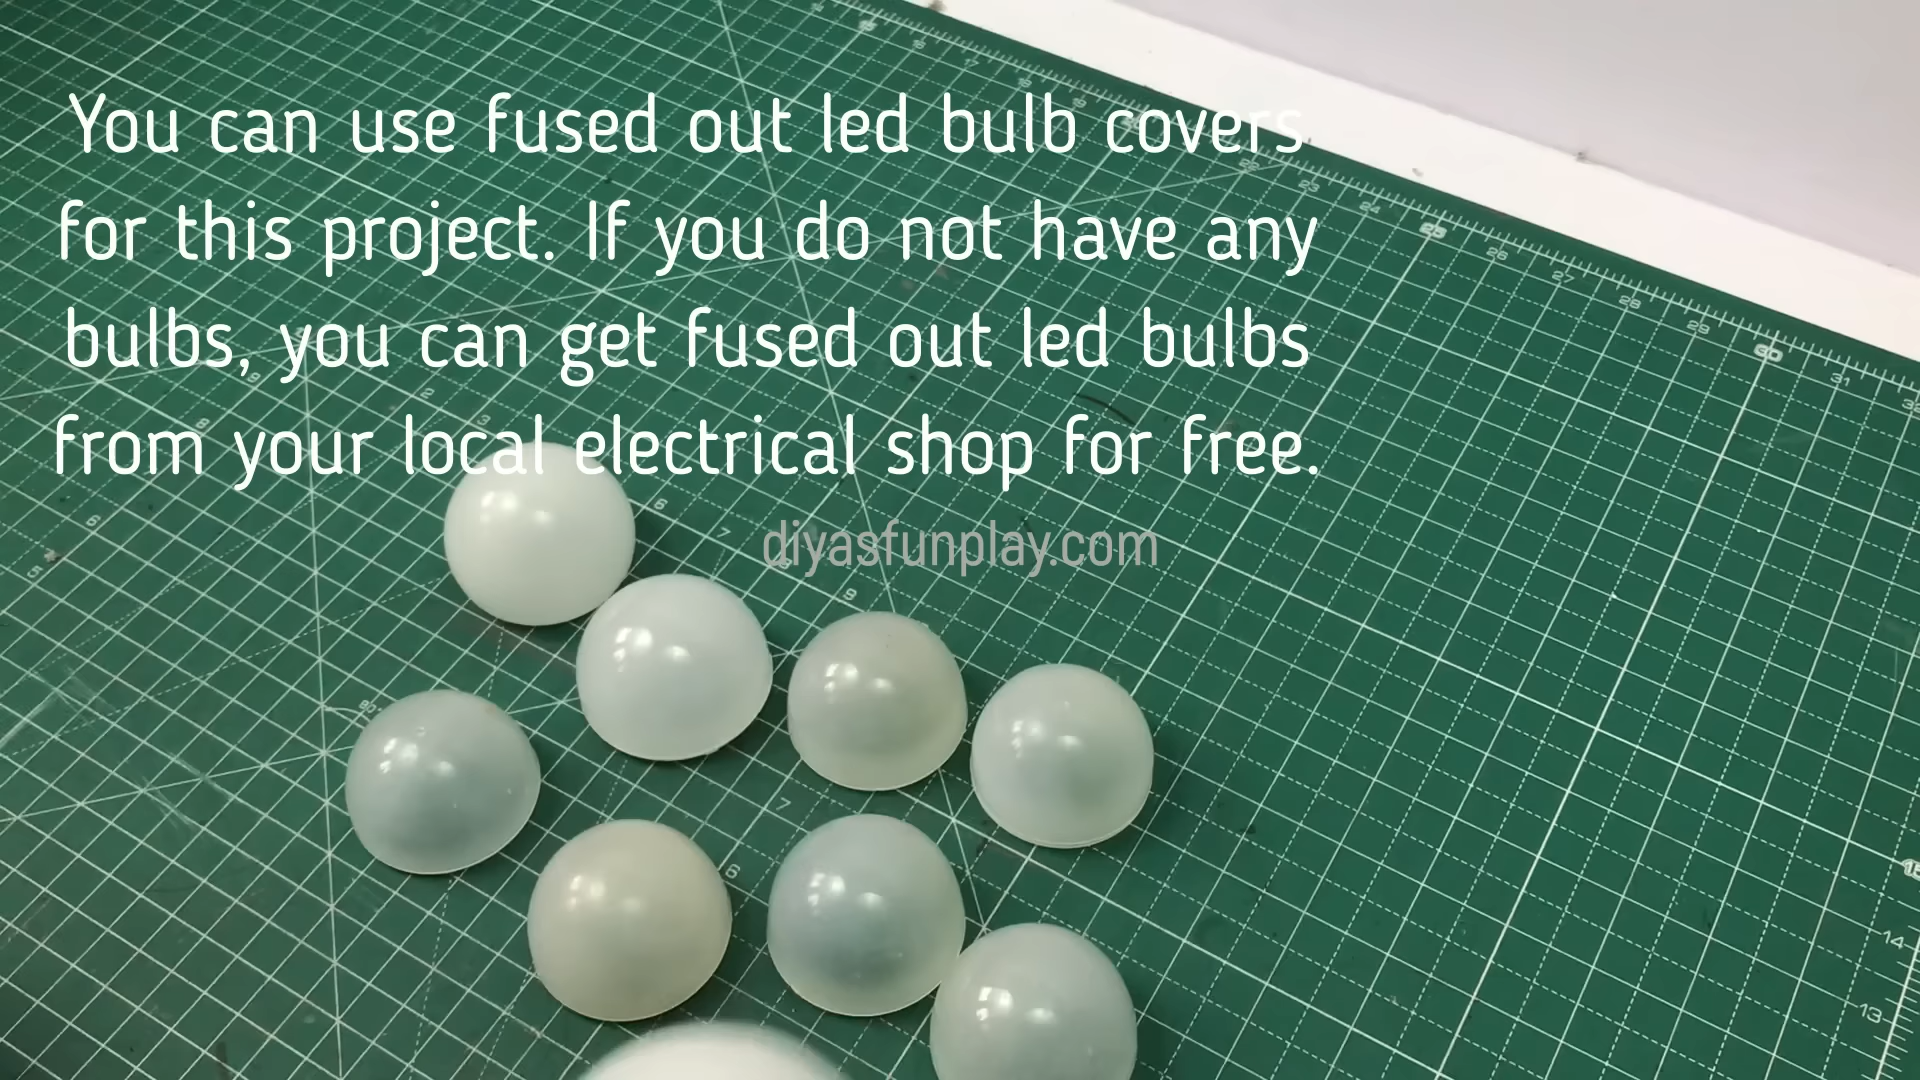 You can use fused out led bulb covers
for this project. If you do not have any
bulbs, you can get fused out led bulbs
from your local electrical shop for free.
diyasfunplay.com